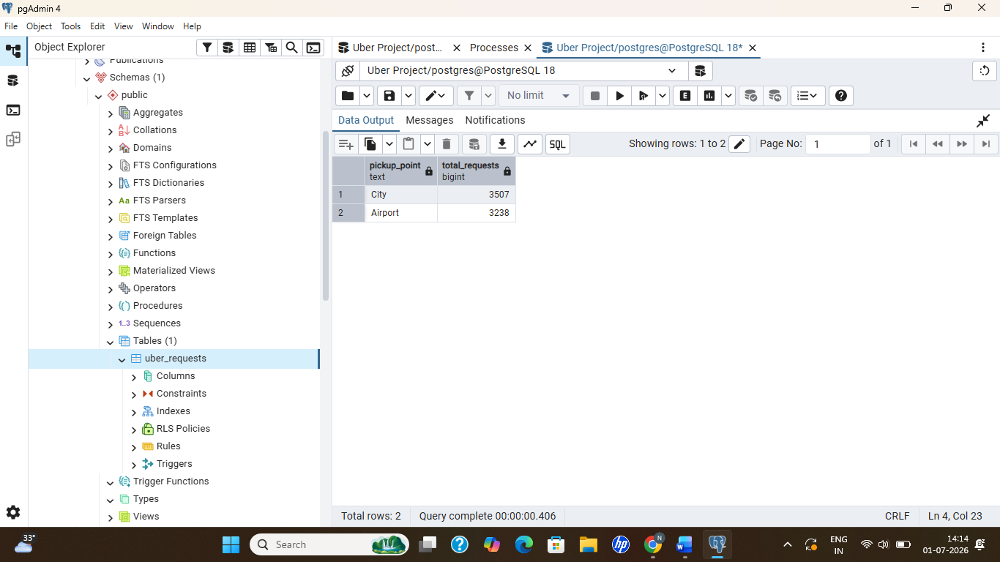 pgAdmin 4
File Object Tools Edit View Window Help
Object Explorer
Publications
Schemas (1)
public
Aggregates
Collations
Domains
FTS Configurations
FTS Dictionaries
Aa FTS Parsers
FTS Templates
Foreign Tables
Functions
Materialized Views
Operators
Procedures
1..3 Sequences
Tables (1)
uber_requests
Columns
Constraints
Indexes
RLS Policies
Rules
Triggers
Trigger Functions
Types
Views
Uber Project/post... Processes Uber Project/postgres@PostgreSQL 18*
Uber Project/postgres@PostgreSQL 18
No limit E
Data Output Messages Notifications
SQL Showing rows: 1 to 2 Page No: 1 of 1
pickup_point total_requests
text bigint
1 City 3507
2 Airport 3238
Total rows: 2 Query complete 00:00:00.406 CRLF Ln 4, Col 23
33° Search hp N W ENG 14:14
IN 01-07-2026